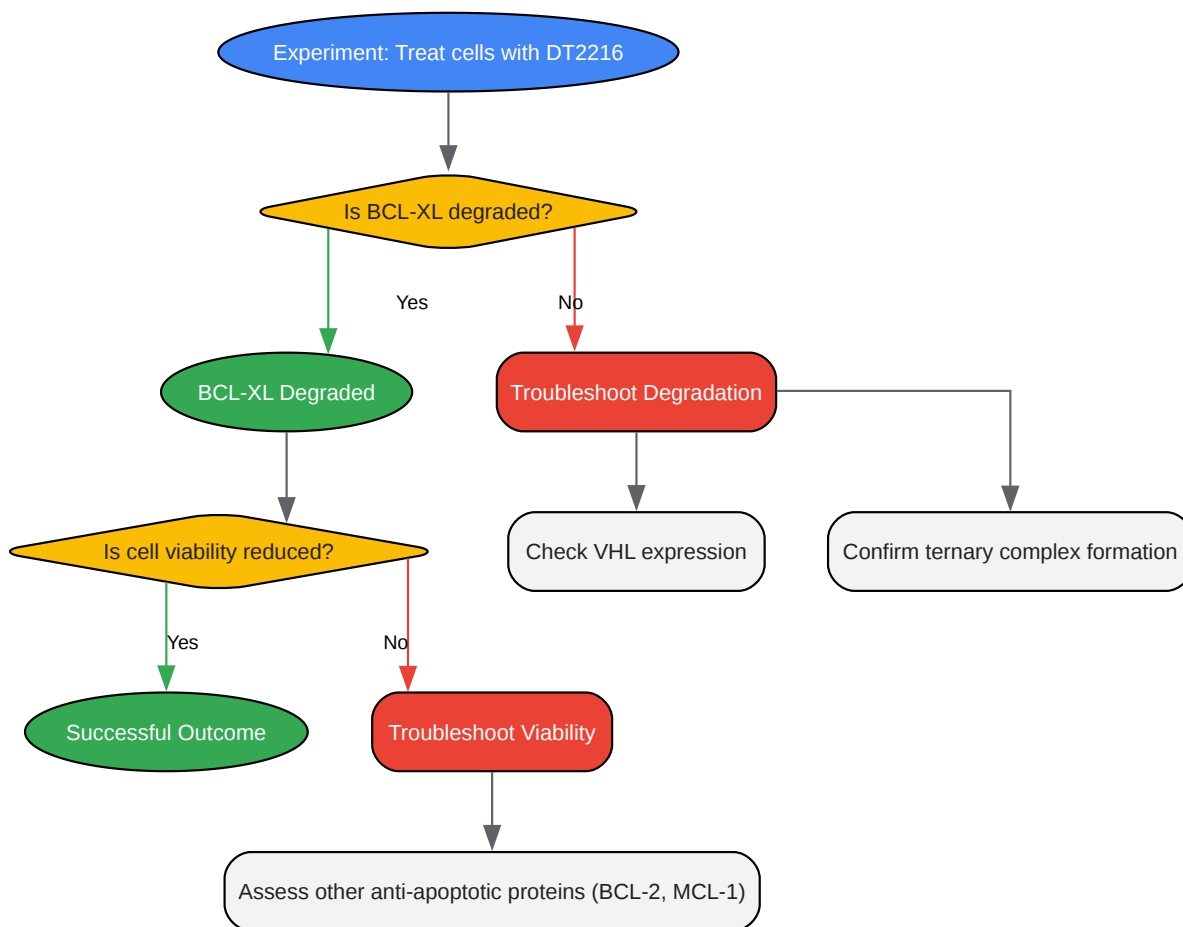 Experiment: Treat cells with DT2216
Is BCL-XL degraded?
Yes
No
BCL-XL Degraded
Troubleshoot Degradation
Is cell viability reduced?
Check VHL expression
Confirm ternary complex formation
Yes
No
Successful Outcome
Troubleshoot Viability
Assess other anti-apoptotic proteins (BCL-2, MCL-1)